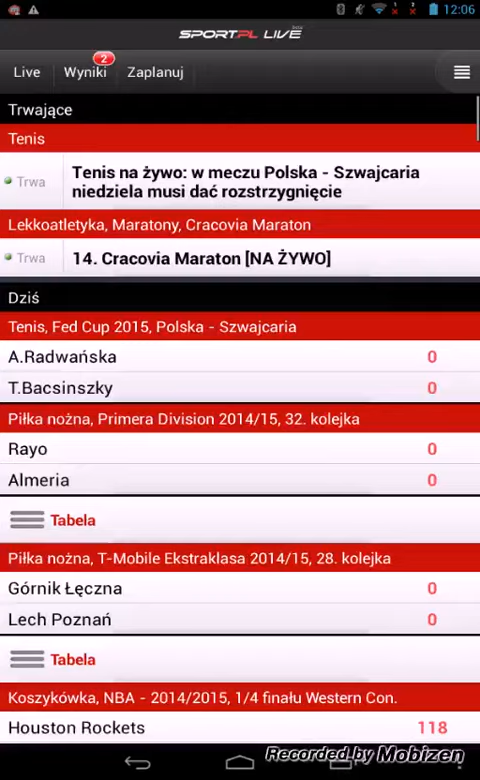 12:06
SPORT.PL LIVE beta
Live
Wyniki
2
Zaplanuj
Trwające
Tenis
Trwa
Tenis na żywo: w meczu Polska - Szwajcaria
niedziela musi dać rozstrzygnięcie
Lekkoatletyka, Maratony, Cracovia Maraton
Trwa
14. Cracovia Maraton [NA ŻYWO]
Dziś
Tenis, Fed Cup 2015, Polska - Szwajcaria
A.Radwańska 0
T.Bacsinszky 0
Piłka nożna, Primera Division 2014/15, 32. kolejka
Rayo 0
Almeria 0
Tabela
Piłka nożna, T-Mobile Ekstraklasa 2014/15, 28. kolejka
Górnik Łęczna 0
Lech Poznań 0
Tabela
Koszykówka, NBA - 2014/2015, 1/4 finału Western Con.
Houston Rockets 118
Recorded by Mobizen